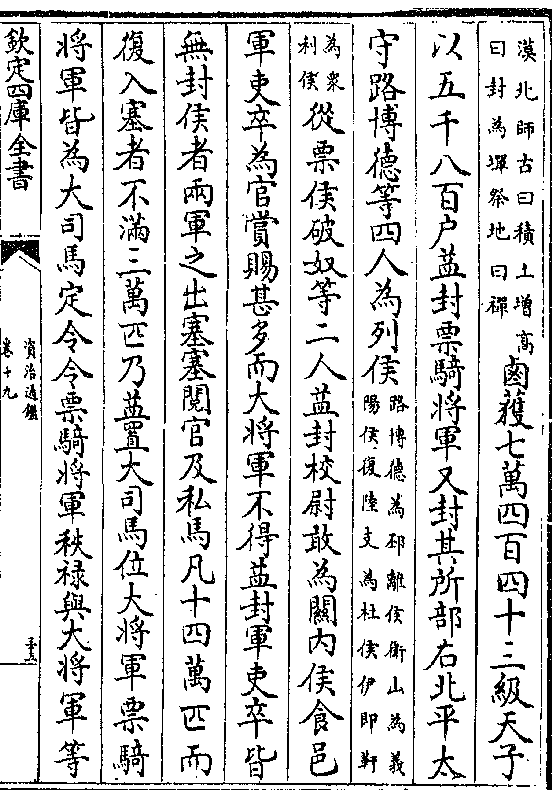 漠北師古曰積土增高
曰封為墠祭地曰禪
鹵獲七萬四百四十三級天子
以五千八百户益封票騎將軍又封其所部右北平太
守路博德等四人為列侯
路博德為邳離侯衛山為義
陽侯復陸支為杜侯伊即靬
為衆
利侯
從票侯破奴等二人益封校尉敢為關内侯食邑
軍吏卒為官賞賜甚多而大將軍不得益封軍吏卒皆
無封侯者兩軍之出塞塞閲官及私馬凡十四萬匹而
復入塞者不滿三萬匹乃益置大司馬位大將軍票騎
將軍皆為大司馬定令令票騎將軍秩禄與大將軍等
欽定四庫全書
資治通鑑
卷十九